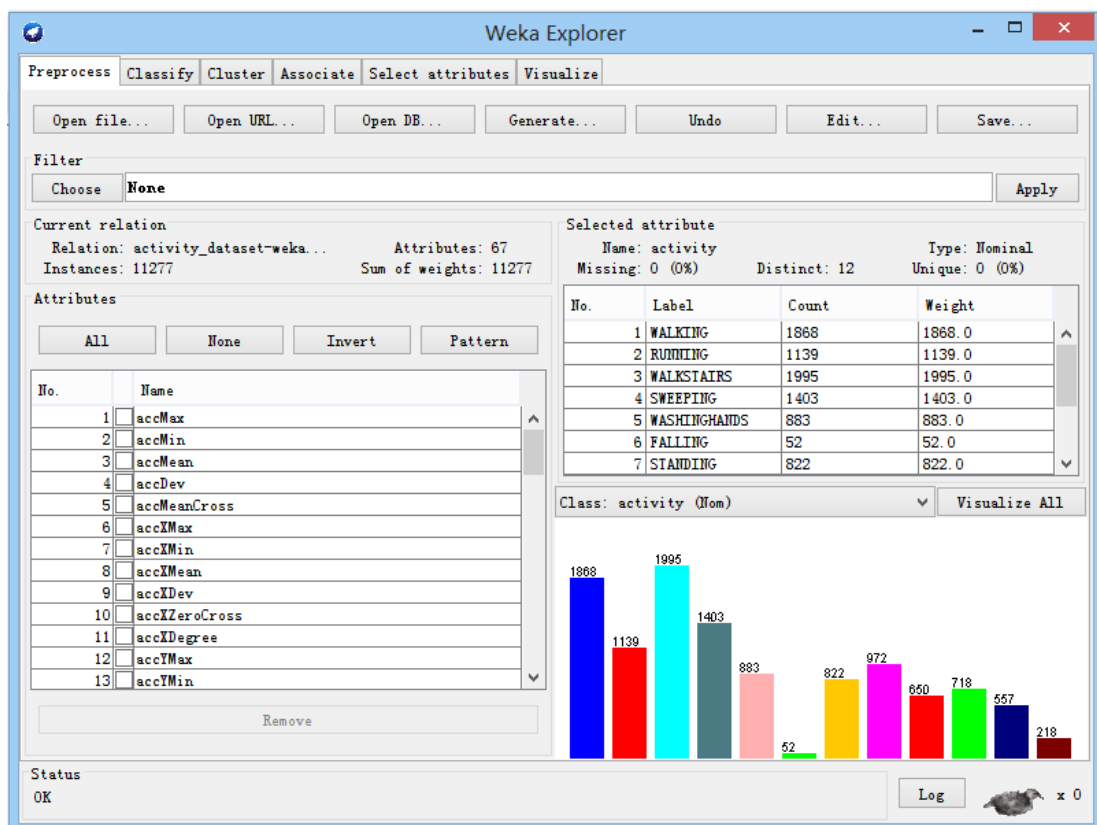 Weka Explorer
Preprocess Classify Cluster Associate Select attributes Visualize
Open file... Open URL... Open DB... Generate... Undo Edit... Save...
Filter
Choose None Apply
Current relation
Relation: activity_dataset-weka... Attributes: 67
Instances: 11277 Sum of weights: 11277
Attributes
All None Invert Pattern
No. Name
1 accMax
2 accMin
3 accMean
4 accDev
5 accMeanCross
6 accXMax
7 accXMin
8 accXMean
9 accXDev
10 accXZeroCross
11 accXDegree
12 accYMax
13 accYMin
Remove
Selected attribute
Name: activity Type: Nominal
Missing: 0 (0%) Distinct: 12 Unique: 0 (0%)
No. Label Count Weight
1 WALKING 1868 1868.0
2 RUNNING 1139 1139.0
3 WALKSTAIRS 1995 1995.0
4 SWEEPING 1403 1403.0
5 WASHINGHANDS 883 883.0
6 FALLING 52 52.0
7 STANDING 822 822.0
Class: activity (Nom) Visualize All
1868 1139 1995 1403 883 52 822 972 650 718 557 218
Status
OK
Log x 0